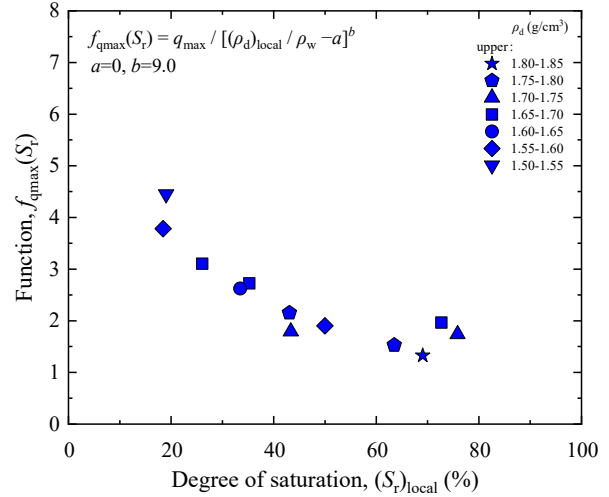 f_qmax(S_r) = q_max / [(ρ_d)_local / ρ_w −a]^b
a=0, b=9.0
ρ_d (g/cm³)
upper:
1.80-1.85
1.75-1.80
1.70-1.75
1.65-1.70
1.60-1.65
1.55-1.60
1.50-1.55
8
7
6
5
4
3
2
1
0
Function, f_qmax(S_r)
0 20 40 60 80 100
Degree of saturation, (S_r)_local (%)